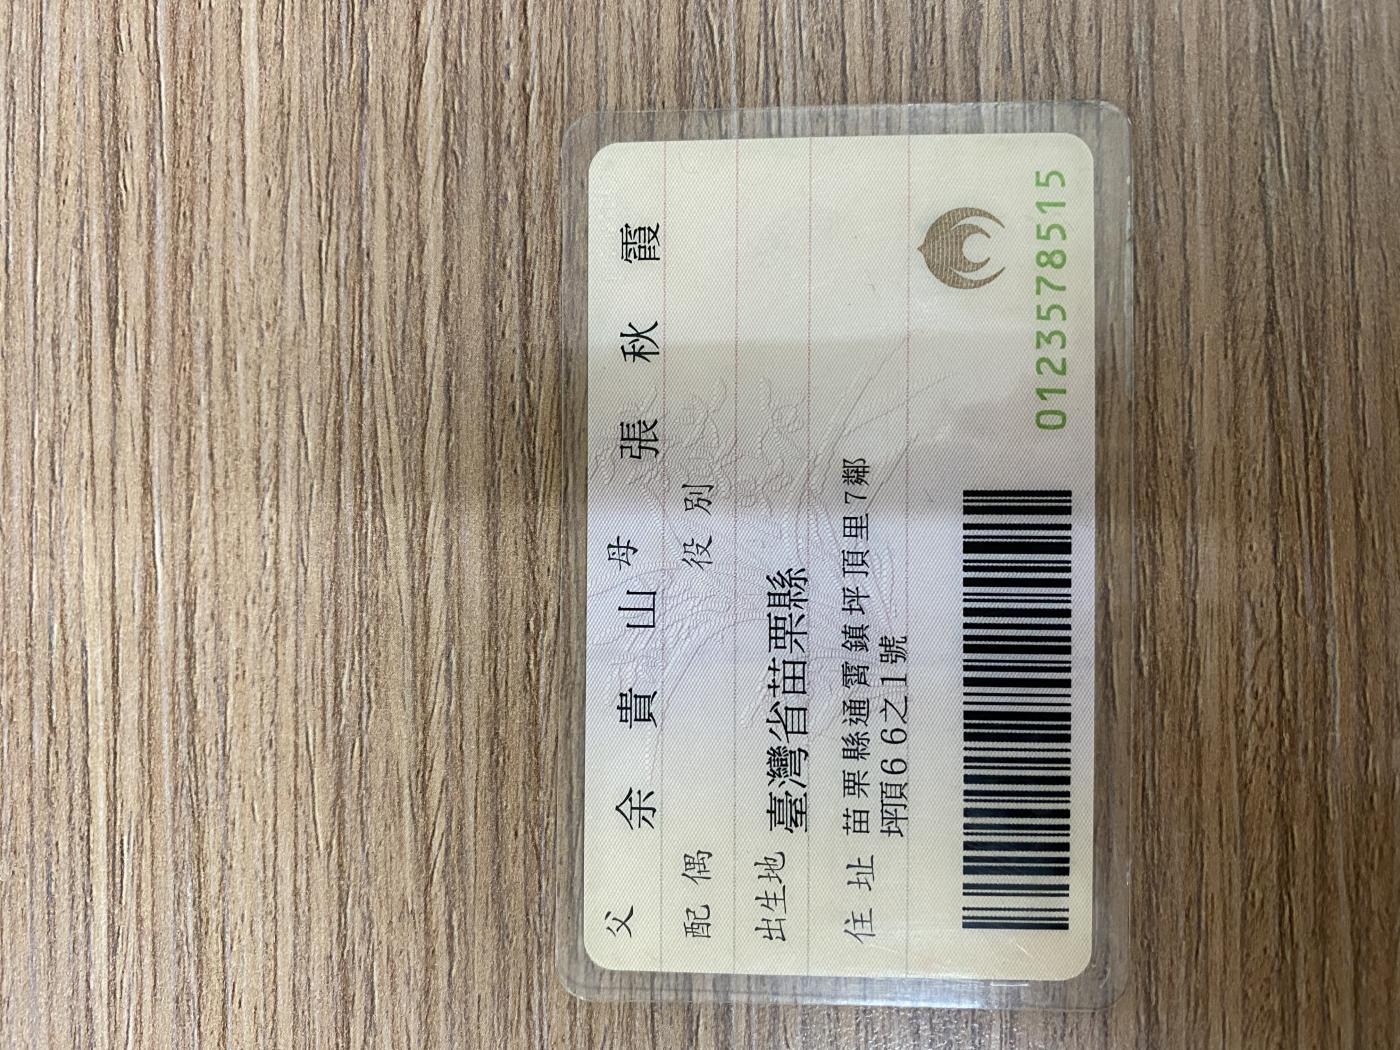 父 余貴山 母 張秋霞
配偶 役別
出生地 臺灣省苗栗縣
住址 苗栗縣通霄鎮坪頂里7鄰
坪頂66之1號
0123578515